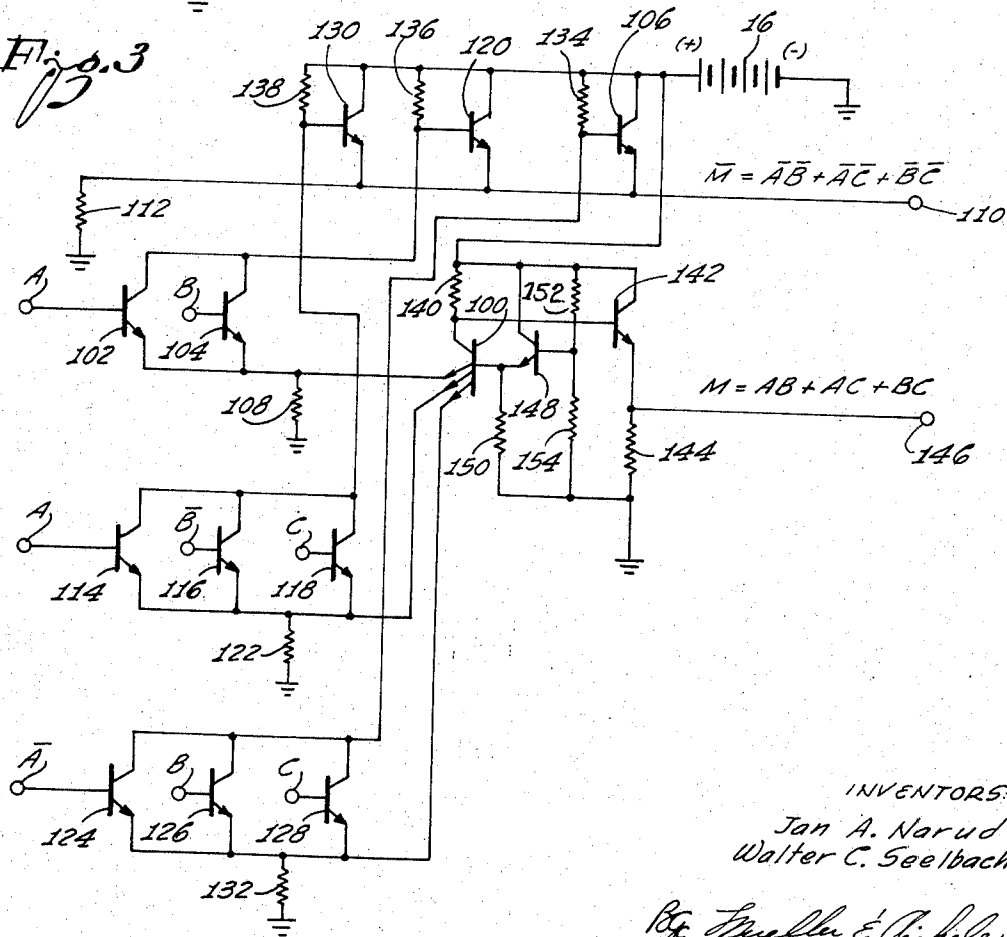 Fig. 3
130 136 134 106 (+) 16 (-)
138 120
M̅ = A̅B̅ + A̅C̅ + B̅C̅
112 110
A B 140 100 152 142
102 104
108 148 M = AB + AC + BC
150 154 144 146
A B̅ C
114 116 118
122
A̅ B C
124 126 128
132
INVENTORS
Jan A. Narud
Walter C. Seelbach